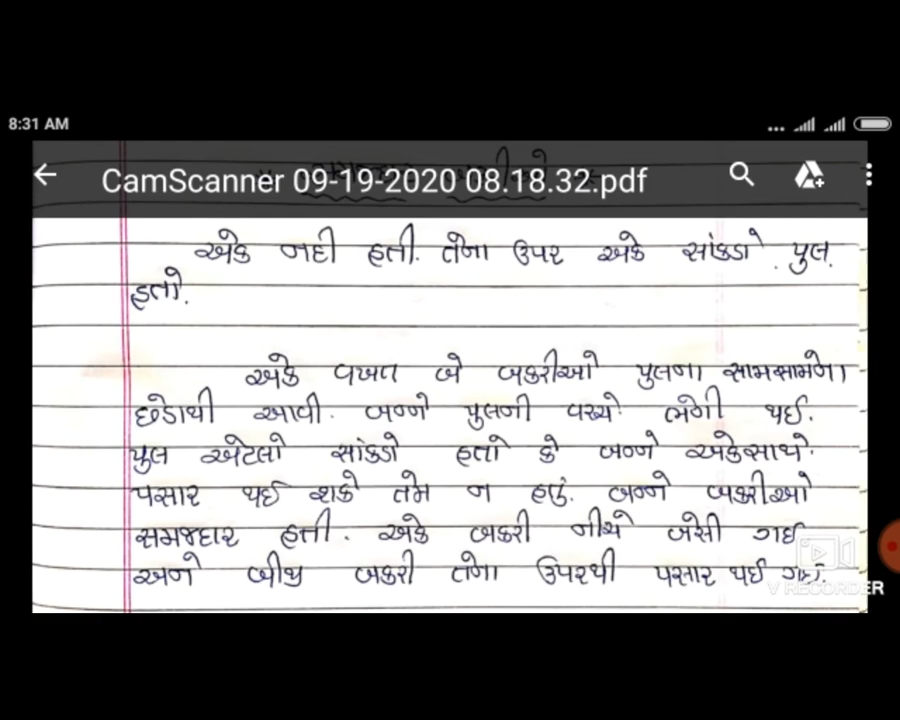 8:31 AM
CamScanner 09-19-2020 08.18.32.pdf
એક નદી હતી. તેના ઉપર એક સાંકડો પુલ
હતો.
એક વખત બે બકરીઓ પુલના સામસામેના
છેડાથી આવી. બન્ને પુલની વચ્ચે ભેગી થઈ.
પુલ એટલો સાંકડો હતો કે બન્ને એકસાથે
પસાર થઈ શકે તેમ ન હતું. બન્ને બકરીઓ
સમજદાર હતી. એક બકરી નીચે બેસી ગઈ
અને બીજી બકરી તેના ઉપરથી પસાર થઈ ગઈ.
V RECORDER